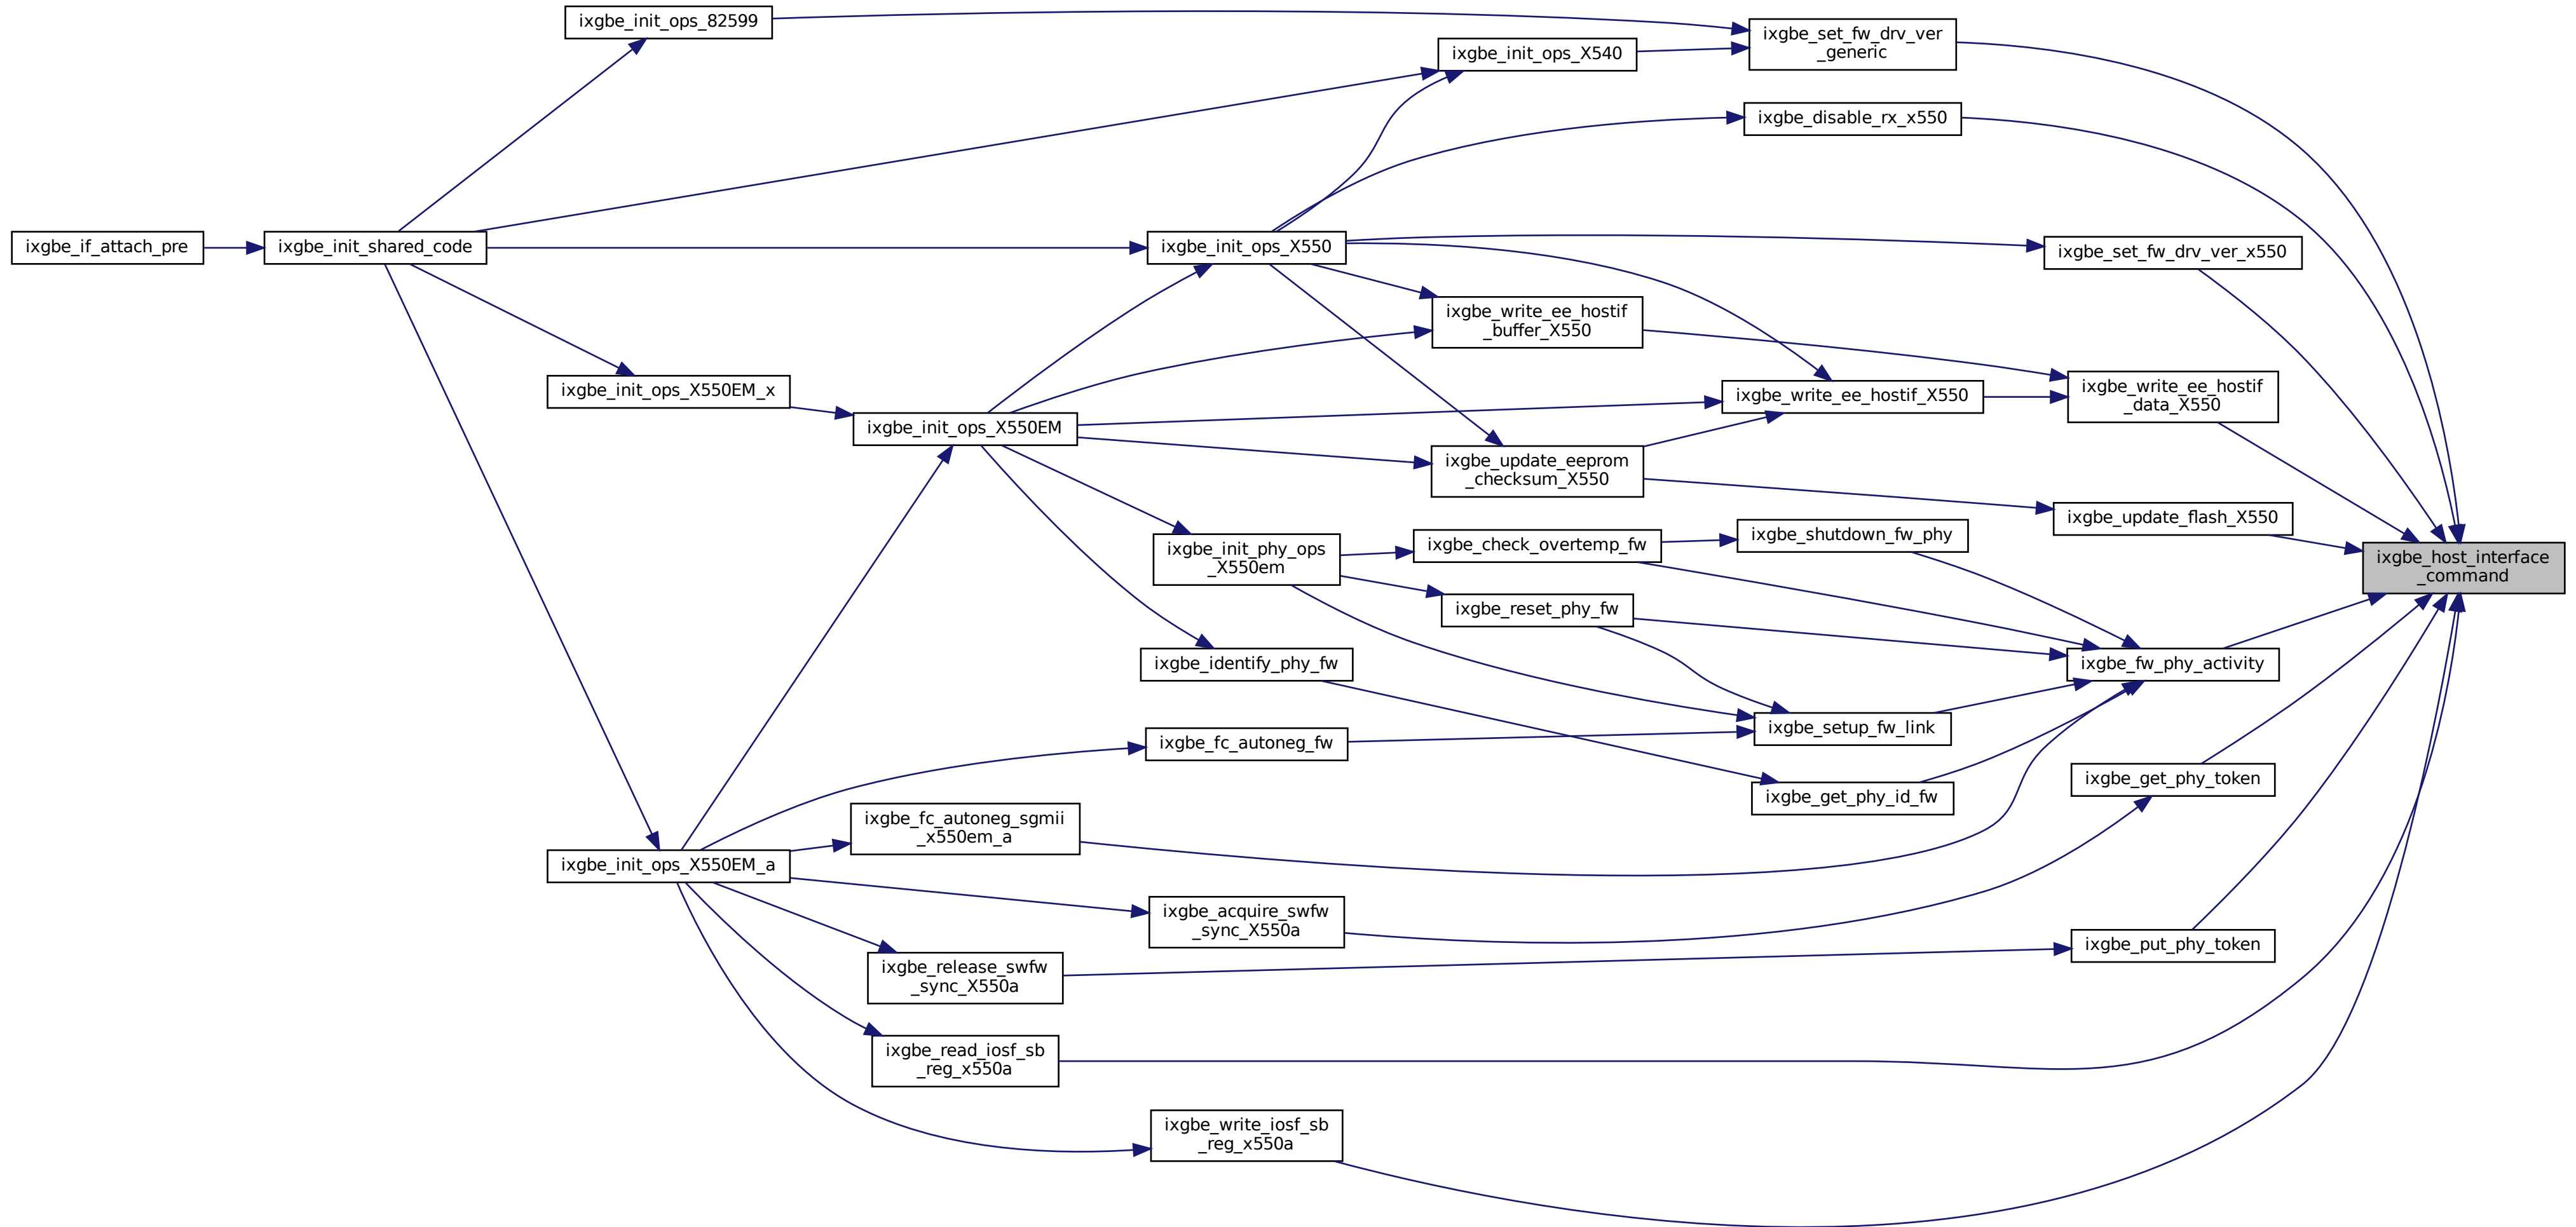 ixgbe_init_ops_82599
ixgbe_set_fw_drv_ver
_generic
ixgbe_init_ops_X540
ixgbe_disable_rx_x550
ixgbe_if_attach_pre
ixgbe_init_shared_code
ixgbe_init_ops_X550
ixgbe_set_fw_drv_ver_x550
ixgbe_write_ee_hostif
_buffer_X550
ixgbe_init_ops_X550EM_x
ixgbe_write_ee_hostif_X550
ixgbe_write_ee_hostif
_data_X550
ixgbe_init_ops_X550EM
ixgbe_update_eeprom
_checksum_X550
ixgbe_update_flash_X550
ixgbe_init_phy_ops
_X550em
ixgbe_check_overtemp_fw
ixgbe_shutdown_fw_phy
ixgbe_host_interface
_command
ixgbe_reset_phy_fw
ixgbe_identify_phy_fw
ixgbe_fw_phy_activity
ixgbe_setup_fw_link
ixgbe_fc_autoneg_fw
ixgbe_get_phy_token
ixgbe_get_phy_id_fw
ixgbe_fc_autoneg_sgmii
_x550em_a
ixgbe_init_ops_X550EM_a
ixgbe_acquire_swfw
_sync_X550a
ixgbe_put_phy_token
ixgbe_release_swfw
_sync_X550a
ixgbe_read_iosf_sb
_reg_x550a
ixgbe_write_iosf_sb
_reg_x550a